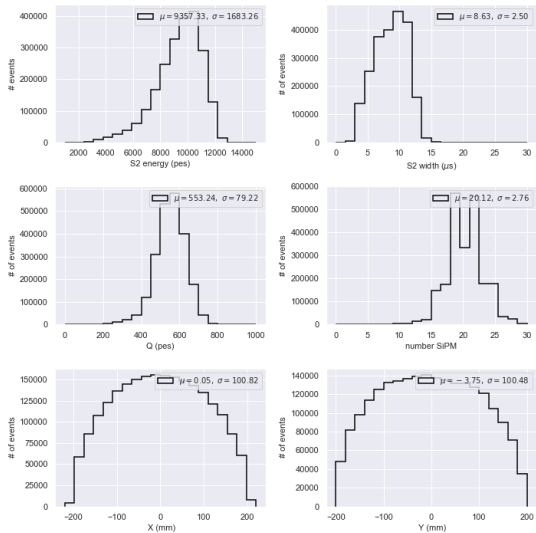 μ = 9357.33, σ = 1683.26
400000
300000
200000
100000
0
# of events
2000 4000 6000 8000 10000 12000 14000
S2 energy (pes)
μ = 8.63, σ = 2.50
400000
300000
200000
100000
0
# of events
0 5 10 15 20 25 30
S2 width (μs)
μ = 553.24, σ = 79.22
600000
500000
400000
300000
200000
100000
0
# of events
0 200 400 600 800 1000
Q (pes)
μ = 20.12, σ = 2.76
600000
500000
400000
300000
200000
100000
0
# of events
0 5 10 15 20 25 30
number SiPM
μ = 0.05, σ = 100.82
150000
125000
100000
75000
50000
25000
0
# of events
−200 −100 0 100 200
X (mm)
μ = −3.75, σ = 100.48
140000
120000
100000
80000
60000
40000
20000
0
# of events
−200 −100 0 100 200
Y (mm)